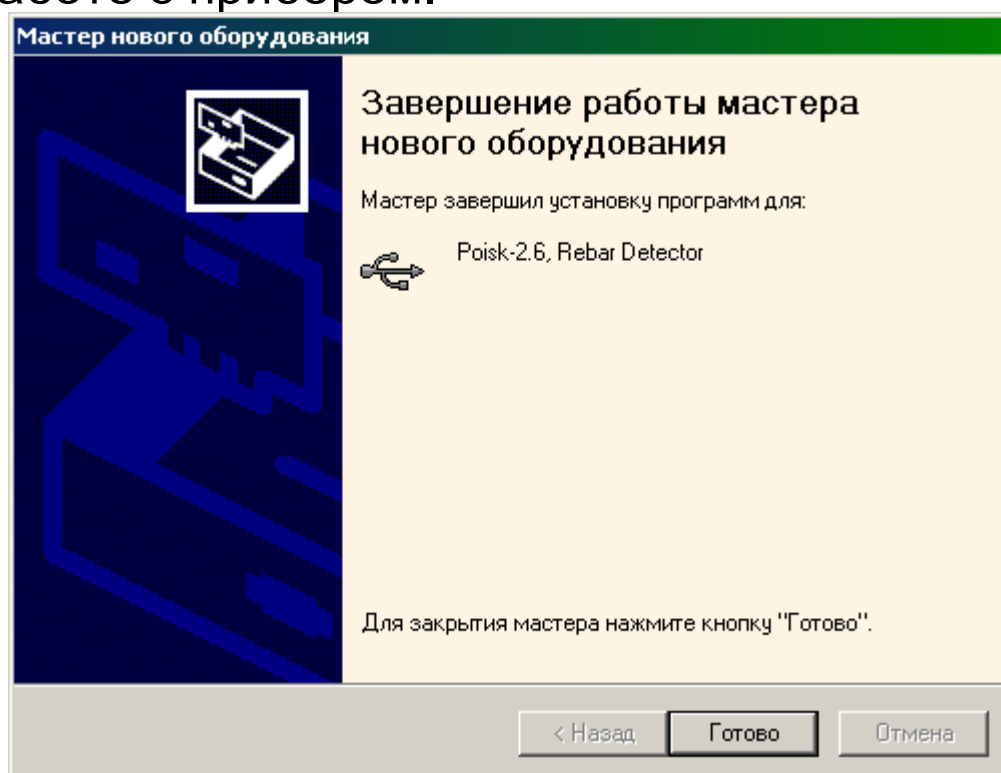 с прибором.
Мастер нового оборудования
Завершение работы мастера
нового оборудования
Мастер завершил установку программ для:
Poisk-2.6, Rebar Detector
Для закрытия мастера нажмите кнопку "Готово".
< Назад Готово Отмена